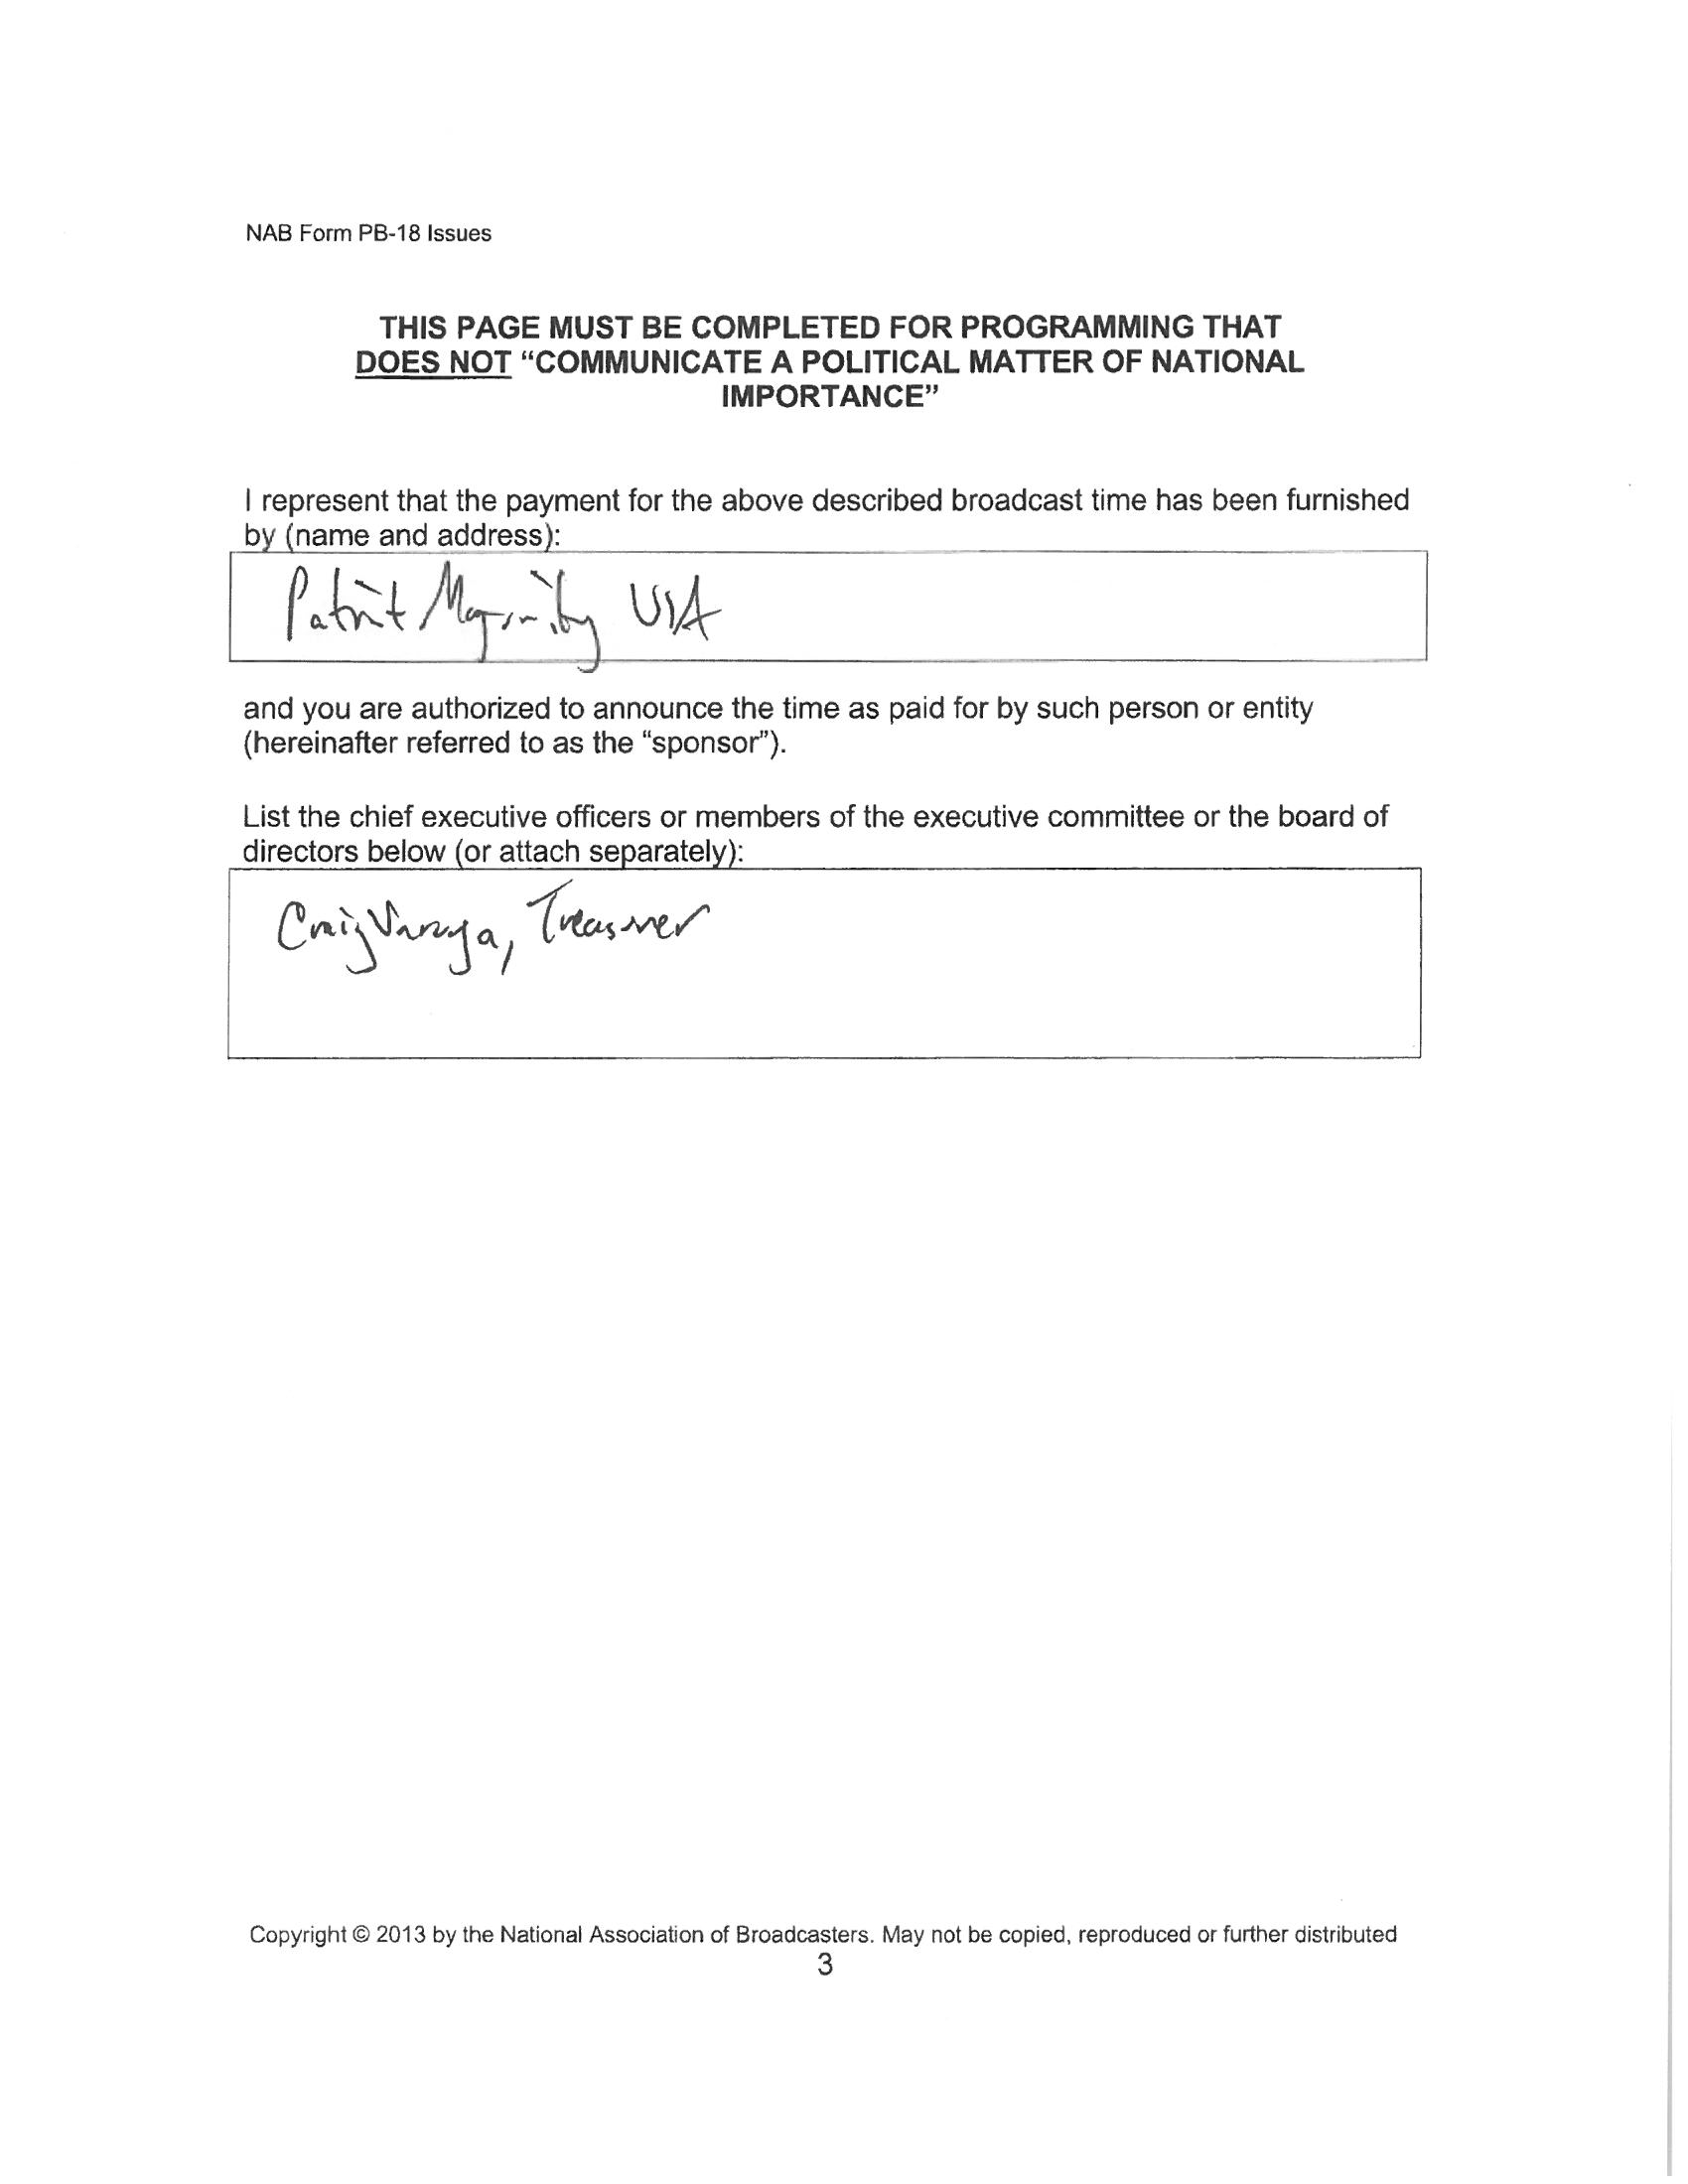 NAB Form PB-18 Issues
THIS PAGE MUST BE COMPLETED FOR PROGRAMMING THAT
DOES NOT “COMMUNICATE A POLITICAL MATTER OF NATIONAL
IMPORTANCE”
I represent that the payment for the above described broadcast time has been furnished
by (name and address):
Patriot Majority USA
and you are authorized to announce the time as paid for by such person or entity
(hereinafter referred to as the “sponsor”).
List the chief executive officers or members of the executive committee or the board of
directors below (or attach separately):
Craig Varoga, Treasurer
Copyright © 2013 by the National Association of Broadcasters. May not be copied, reproduced or further distributed
3